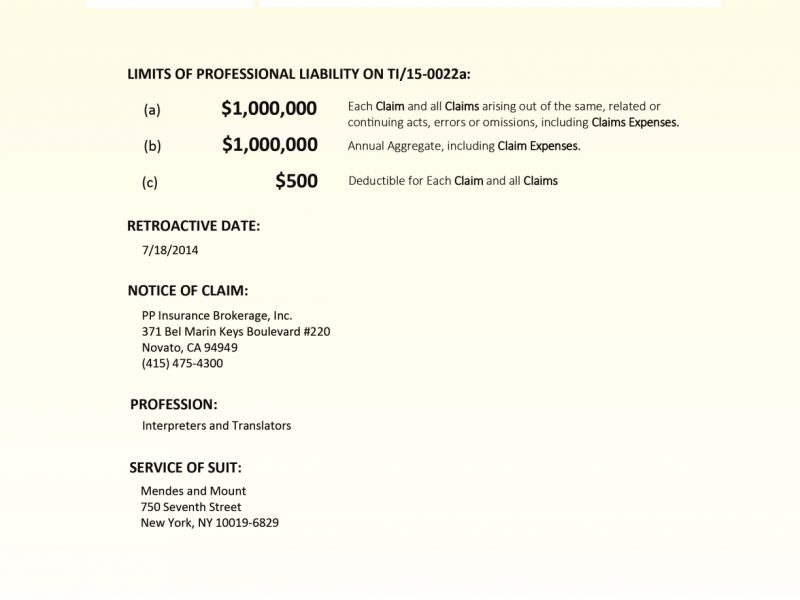 LIMITS OF PROFESSIONAL LIABILITY ON TI/15-0022a:
(a) $1,000,000 Each Claim and all Claims arising out of the same, related or
continuing acts, errors or omissions, including Claims Expenses.
(b) $1,000,000 Annual Aggregate, including Claim Expenses.
(c) $500 Deductible for Each Claim and all Claims
RETROACTIVE DATE:
7/18/2014
NOTICE OF CLAIM:
PP Insurance Brokerage, Inc.
371 Bel Marin Keys Boulevard #220
Novato, CA 94949
(415) 475-4300
PROFESSION:
Interpreters and Translators
SERVICE OF SUIT:
Mendes and Mount
750 Seventh Street
New York, NY 10019-6829